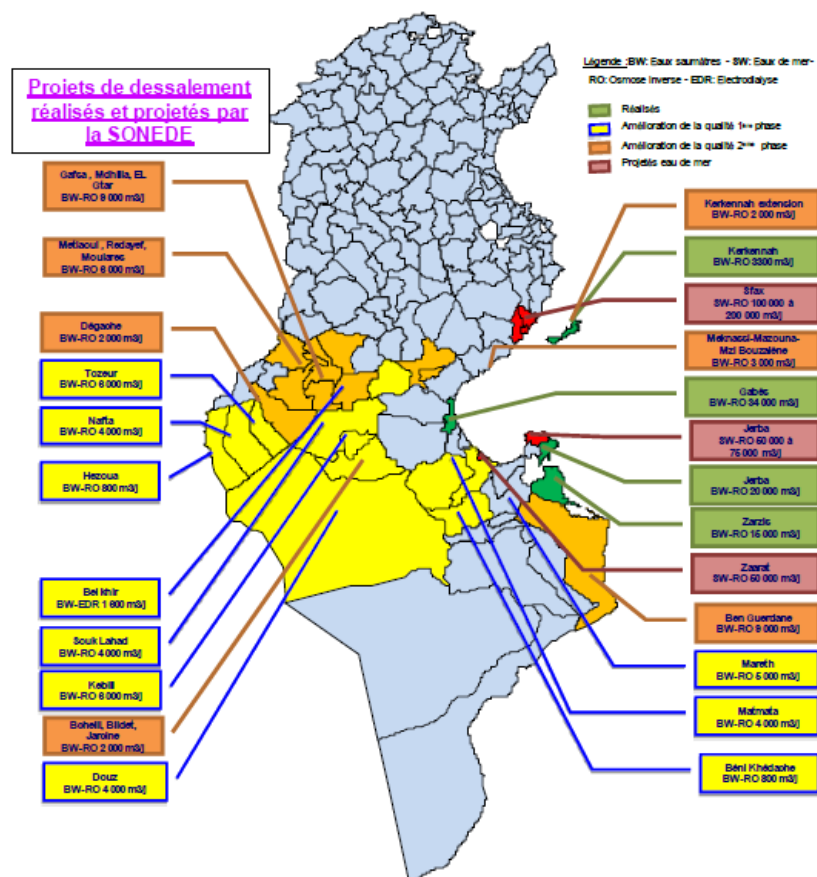 Projets de dessalement
réalisés et projetés par
la SONEDE
Légende :BW: Eaux saumâtres - SW: Eaux de mer-
RO: Osmose Inverse - EDR: Electrodialyse
Réalisés
Amélioration de la qualité 1ère phase
Amélioration de la qualité 2ème phase
Projetés eau de mer
Gafsa , Mdhilla, EL
Gtar
BW-RO 9 000 m3/j
Metlaoui , Redayef,
Moulares
BW-RO 6 000 m3/j
Dégache
BW-RO 2 000 m3/j
Tozeur
BW-RO 6 000 m3/j
Nafta
BW-RO 4 000 m3/j
Hezoua
BW-RO 800 m3/j
Bel khir
BW-EDR 1 600 m3/j
Souk Lahad
BW-RO 4 000 m3/j
Kebili
BW-RO 6 000 m3/j
Bohelli, Blidet,
BW-RO 2 000 m3/j
Douz
BW-RO 4 000 m3/j
Kerkennah extension
BW-RO 2 000 m3/j
Kerkennah
BW-RO 3300 m3/j
Sfax
SW-RO 100 000 à
200 000 m3/j
Meknassi-Mazouna-
Mzl Bouzaiène
BW-RO 3 000 m3/j
Gabès
BW-RO 34 000 m3/j
Jerba
SW-RO 50 000 à
75 000 m3/j
Jerba
BW-RO 20 000 m3/j
Zarzis
BW-RO 15 000 m3/j
Zaarat
SW-RO 50 000 m3/j
Ben Guerdane
BW-RO 9 000 m3/j
Mareth
BW-RO 5 000 m3/j
Matmata
BW-RO 4 000 m3/j
Béni Khédache
BW-RO 800 m3/j